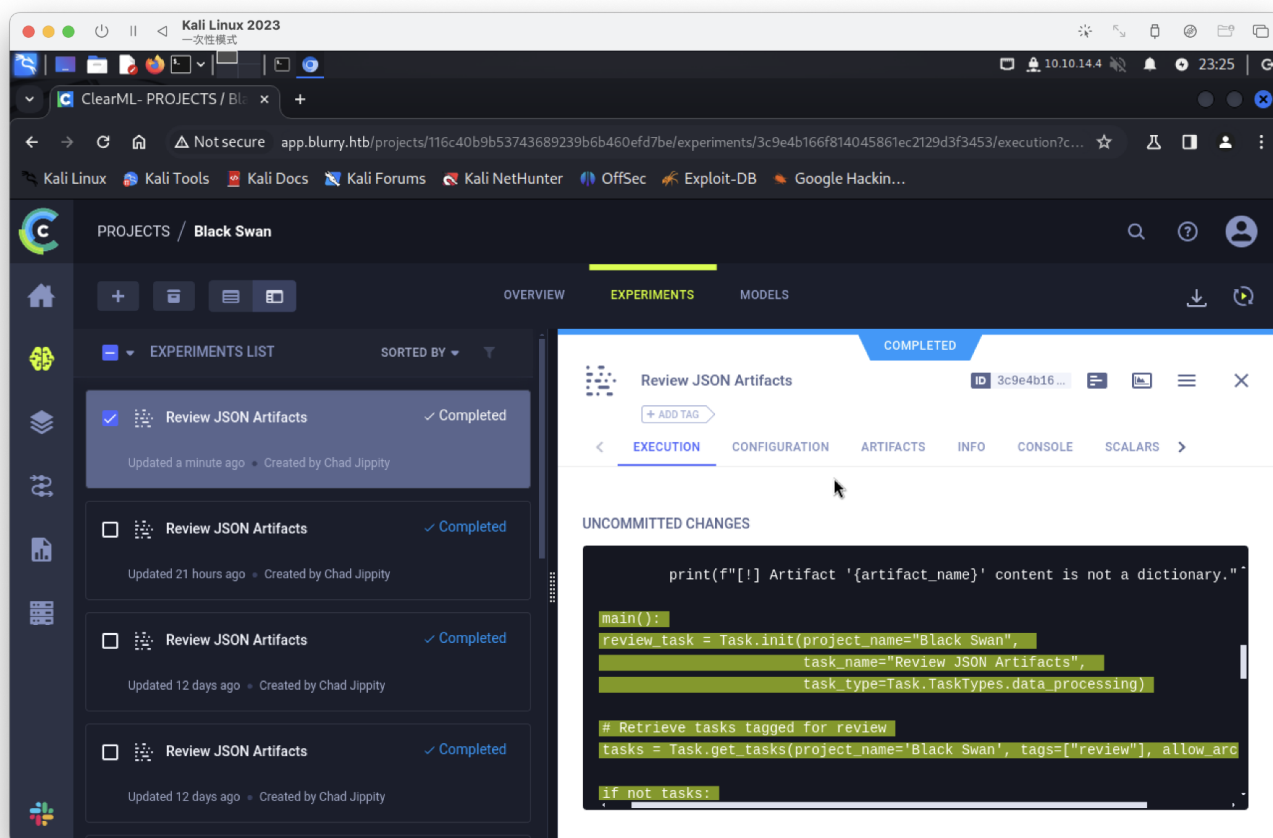 Kali Linux 2023
一次性模式
10.10.14.4
23:25
ClearML- PROJECTS / Bla
Not secure
app.blurry.htb/projects/116c40b9b53743689239b6b460efd7be/experiments/3c9e4b166f814045861ec2129d3f3453/execution?c...
Kali Linux
Kali Tools
Kali Docs
Kali Forums
Kali NetHunter
OffSec
Exploit-DB
Google Hackin...
PROJECTS / Black Swan
OVERVIEW
EXPERIMENTS
MODELS
EXPERIMENTS LIST
SORTED BY
Review JSON Artifacts
Completed
Updated a minute ago • Created by Chad Jippity
Review JSON Artifacts
Completed
Updated 21 hours ago • Created by Chad Jippity
Review JSON Artifacts
Completed
Updated 12 days ago • Created by Chad Jippity
Review JSON Artifacts
Completed
Updated 12 days ago • Created by Chad Jippity
COMPLETED
Review JSON Artifacts
ID 3c9e4b16...
+ ADD TAG
EXECUTION
CONFIGURATION
ARTIFACTS
INFO
CONSOLE
SCALARS
UNCOMMITTED CHANGES
print(f"[!] Artifact '{artifact_name}' content is not a dictionary."
main():
review_task = Task.init(project_name="Black Swan",
task_name="Review JSON Artifacts",
task_type=Task.TaskTypes.data_processing)
# Retrieve tasks tagged for review
tasks = Task.get_tasks(project_name='Black Swan', tags=["review"], allow_arc
if not tasks: